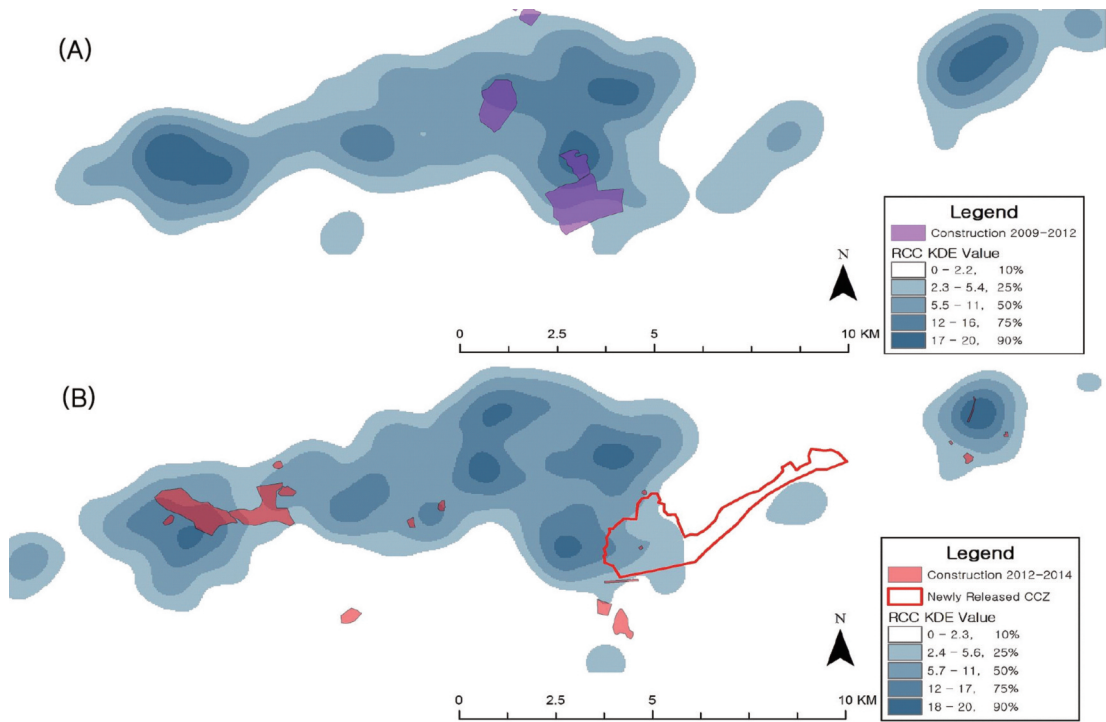 (A)
Legend
Construction 2009-2012
RCC KDE Value
0 - 2.2, 10%
2.3 - 5.4, 25%
5.5 - 11, 50%
12 - 16, 75%
17 - 20, 90%
N
0 2.5 5 10 KM
(B)
Legend
Construction 2012-2014
Newly Released CCZ
RCC KDE Value
0 - 2.3, 10%
2.4 - 5.6, 25%
5.7 - 11, 50%
12 - 17, 75%
18 - 20, 90%
N
0 2.5 5 10 KM